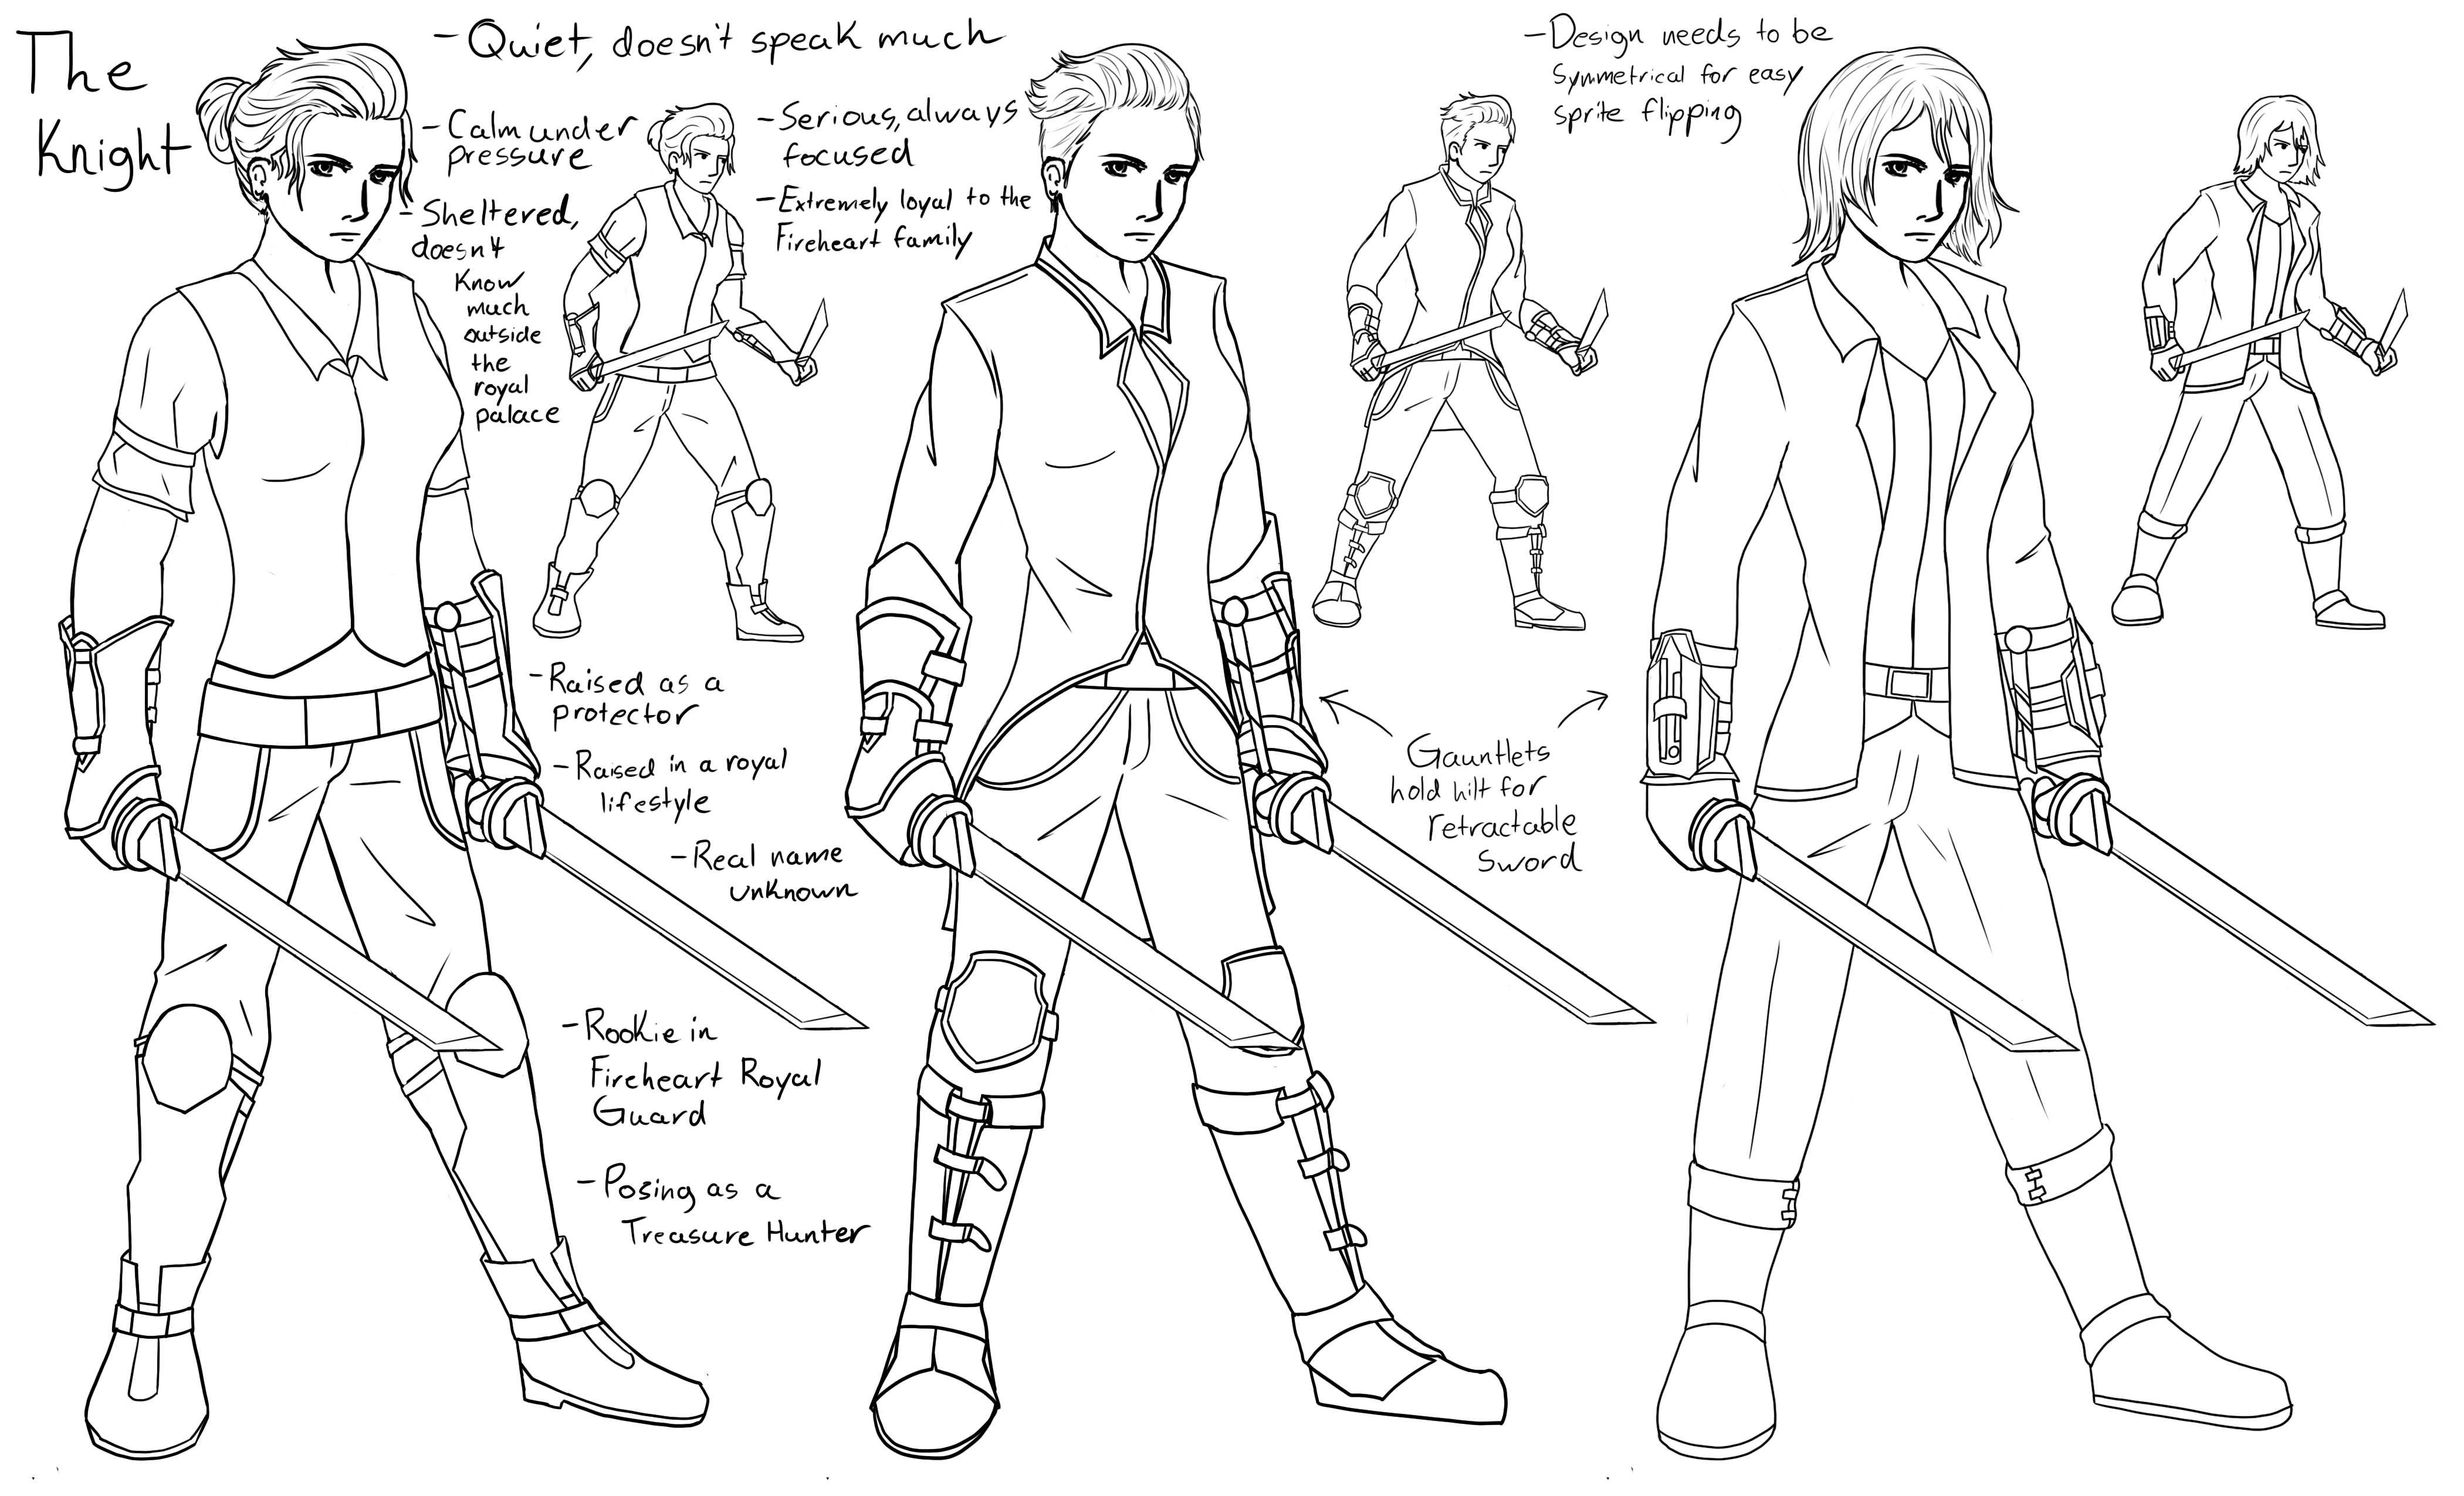 The
Knight
- Quiet, doesn't speak much
- Calm under
pressure
- Sheltered,
doesn't
know
much
outside
the
royal
palace
- Serious, always
focused
- Extremely loyal to the
Fireheart family
- Design needs to be
Symmetrical for easy
sprite flipping
- Raised as a
protector
- Raised in a royal
lifestyle
- Real name
unknown
Gauntlets
hold hilt for
retractable
Sword
- Rookie in
Fireheart Royal
Guard
- Posing as a
Treasure Hunter